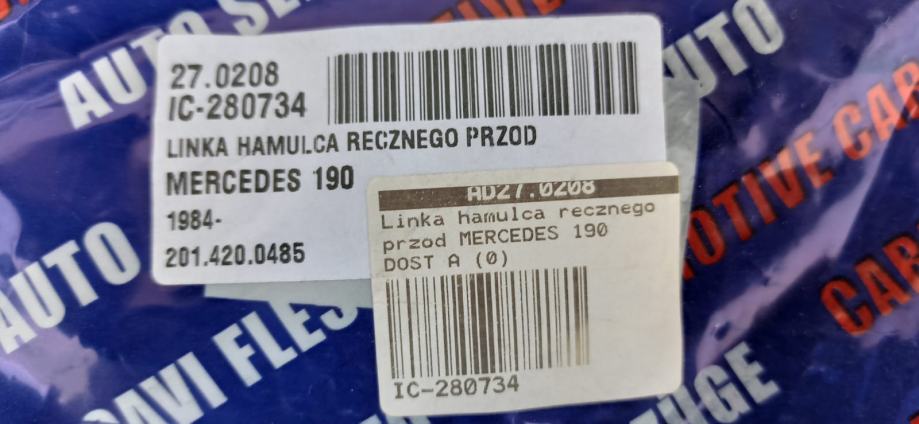 27.0208
IC-280734
LINKA HAMULCA RECZNEGO PRZOD
MERCEDES 190
1984-
201.420.0485
AD27.0208
Linka hamulca recznego
przod MERCEDES 190
DOST A (0)
IC-280734
AUTO
AUTO
AUTO
CAR